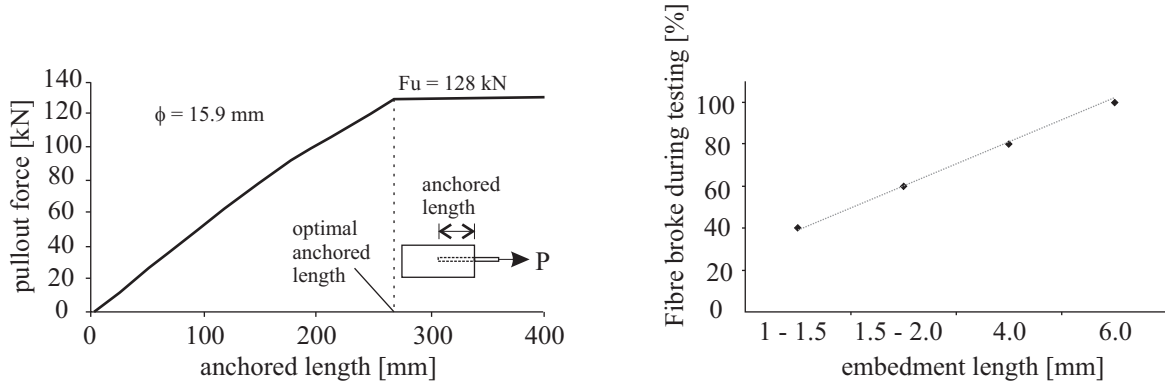 pullout force [kN]
140
120
100
80
60
40
20
0
Fu = 128 kN
ϕ = 15.9 mm
anchored
length
optimal
anchored
length
P
0
100
200
300
400
anchored length [mm]
Fibre broke during testing [%]
100
80
60
40
20
0
1 - 1.5
1.5 - 2.0
4.0
6.0
embedment length [mm]